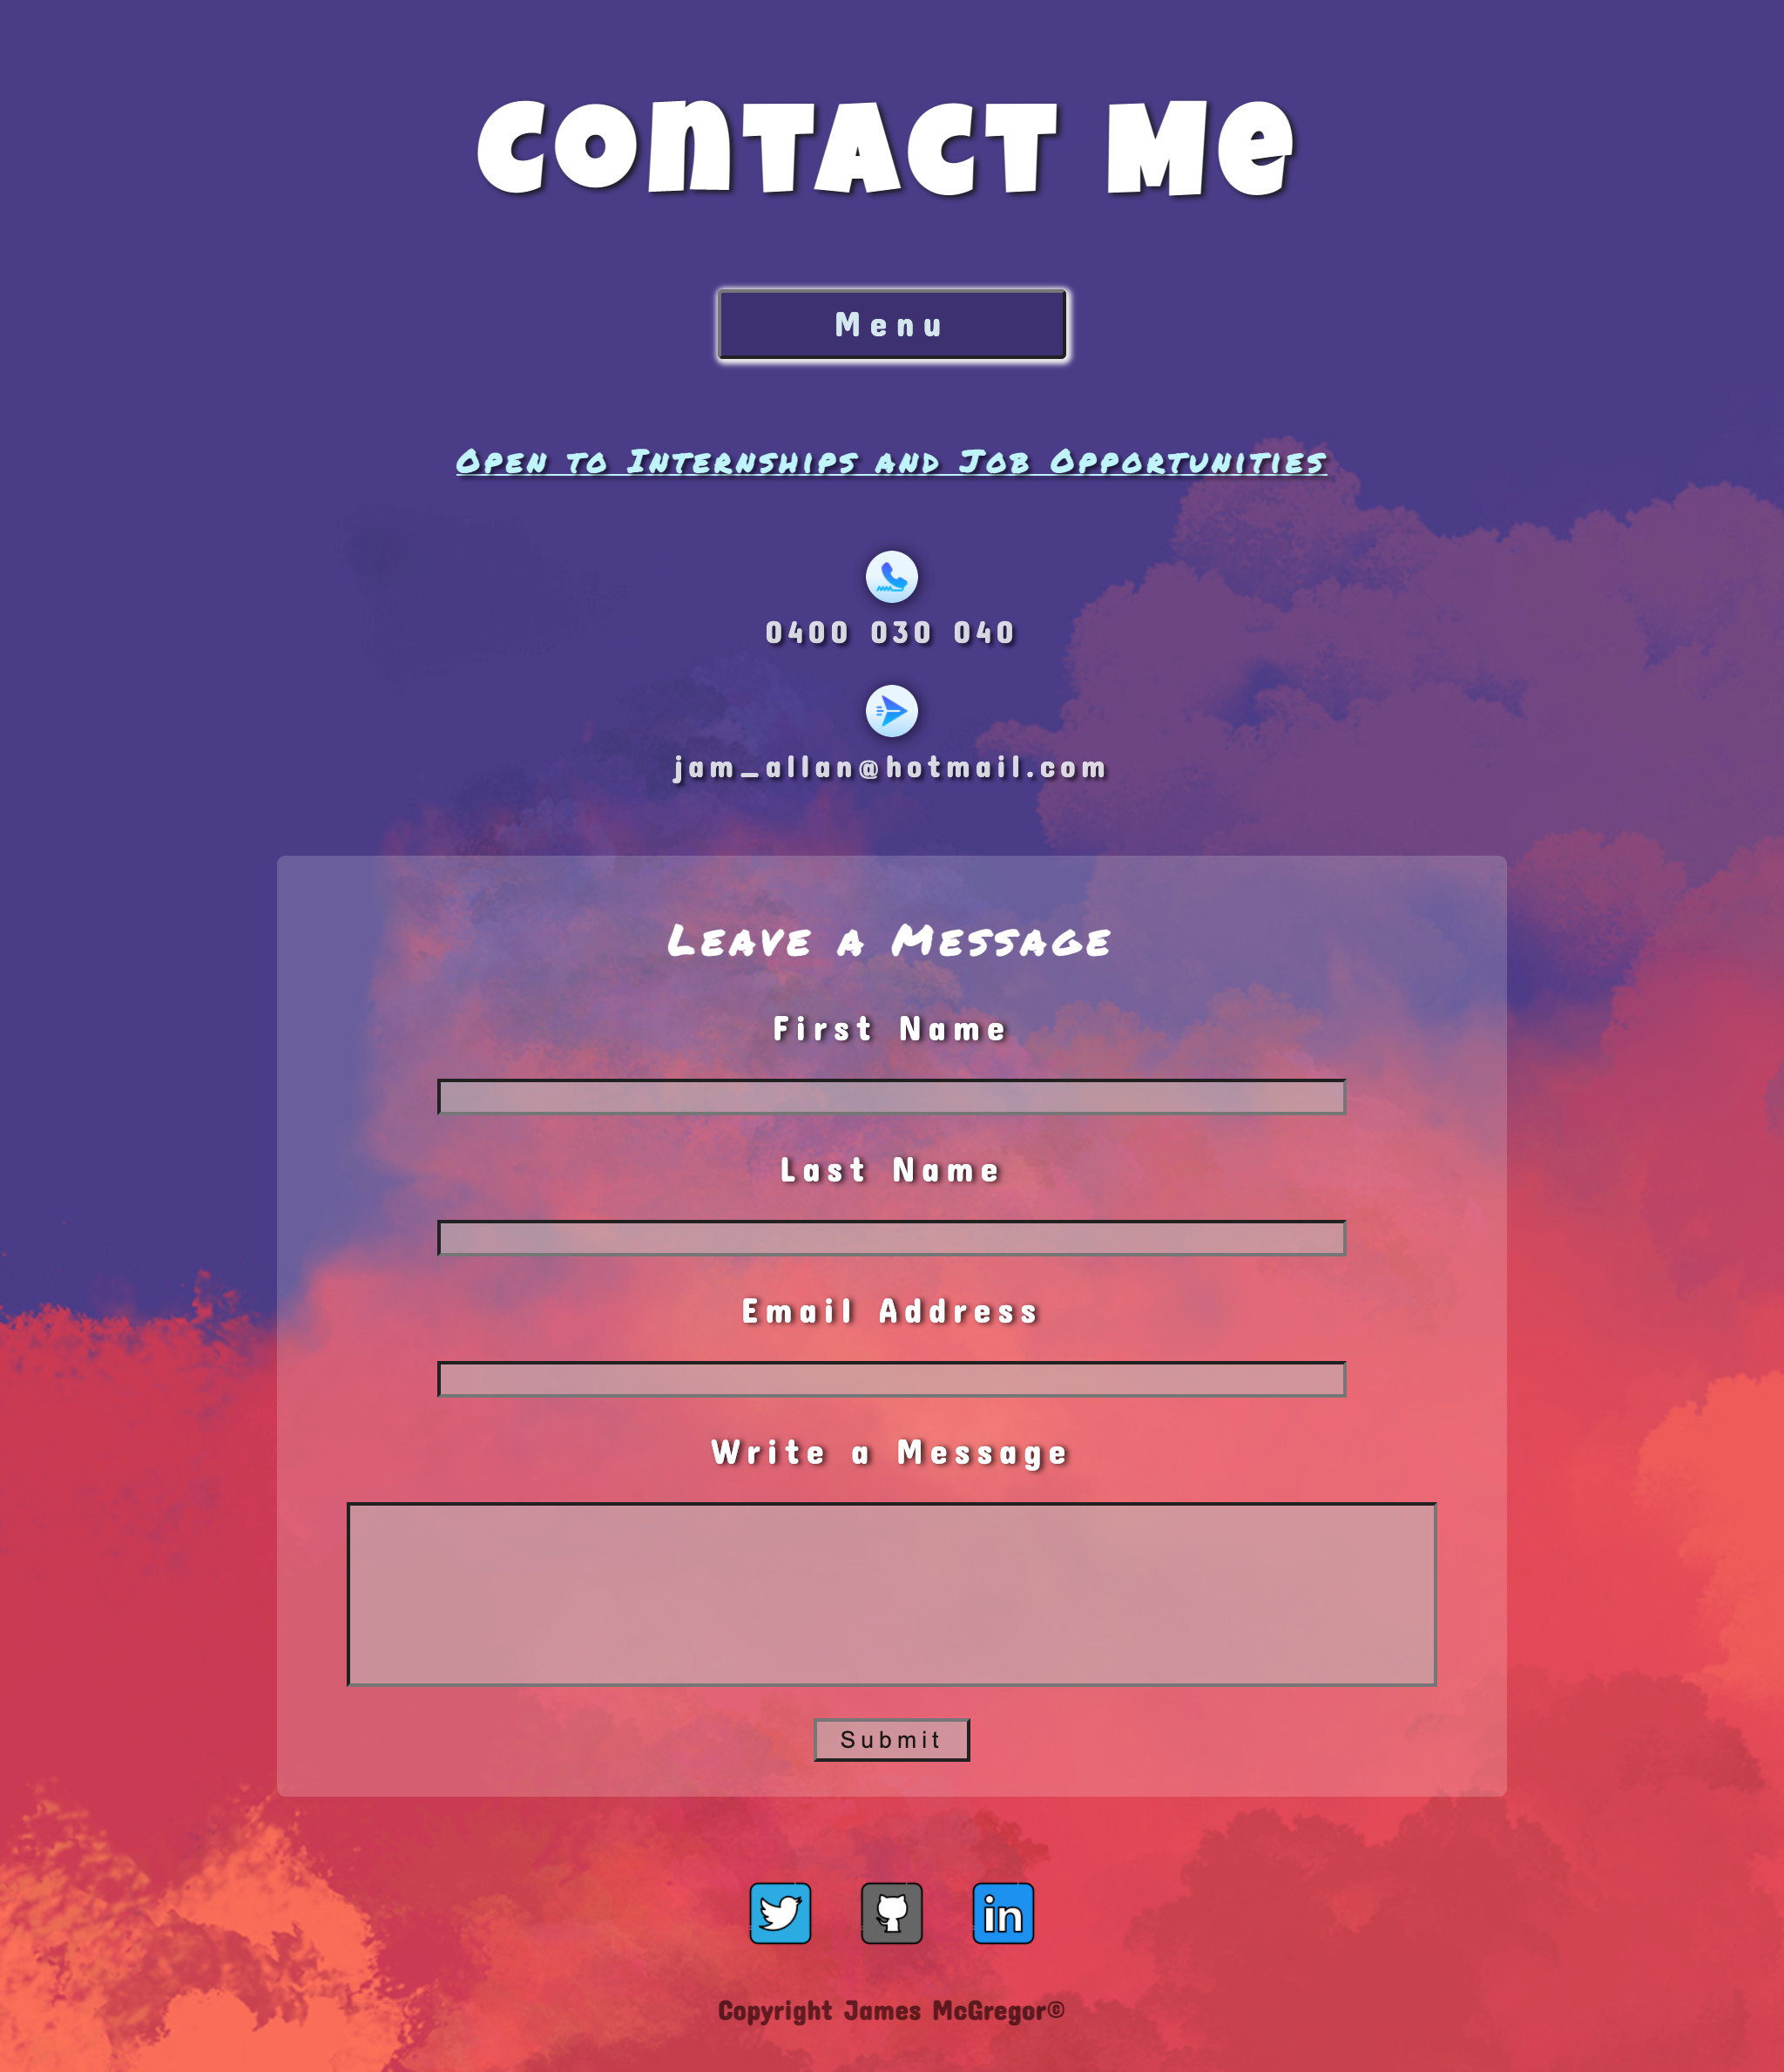 Contact Me
Menu
Open to Internships and Job Opportunities
0400 030 040
jam_allan@hotmail.com
Leave a Message
First Name
Last Name
Email Address
Write a Message
Submit
in
Copyright James McGregor©